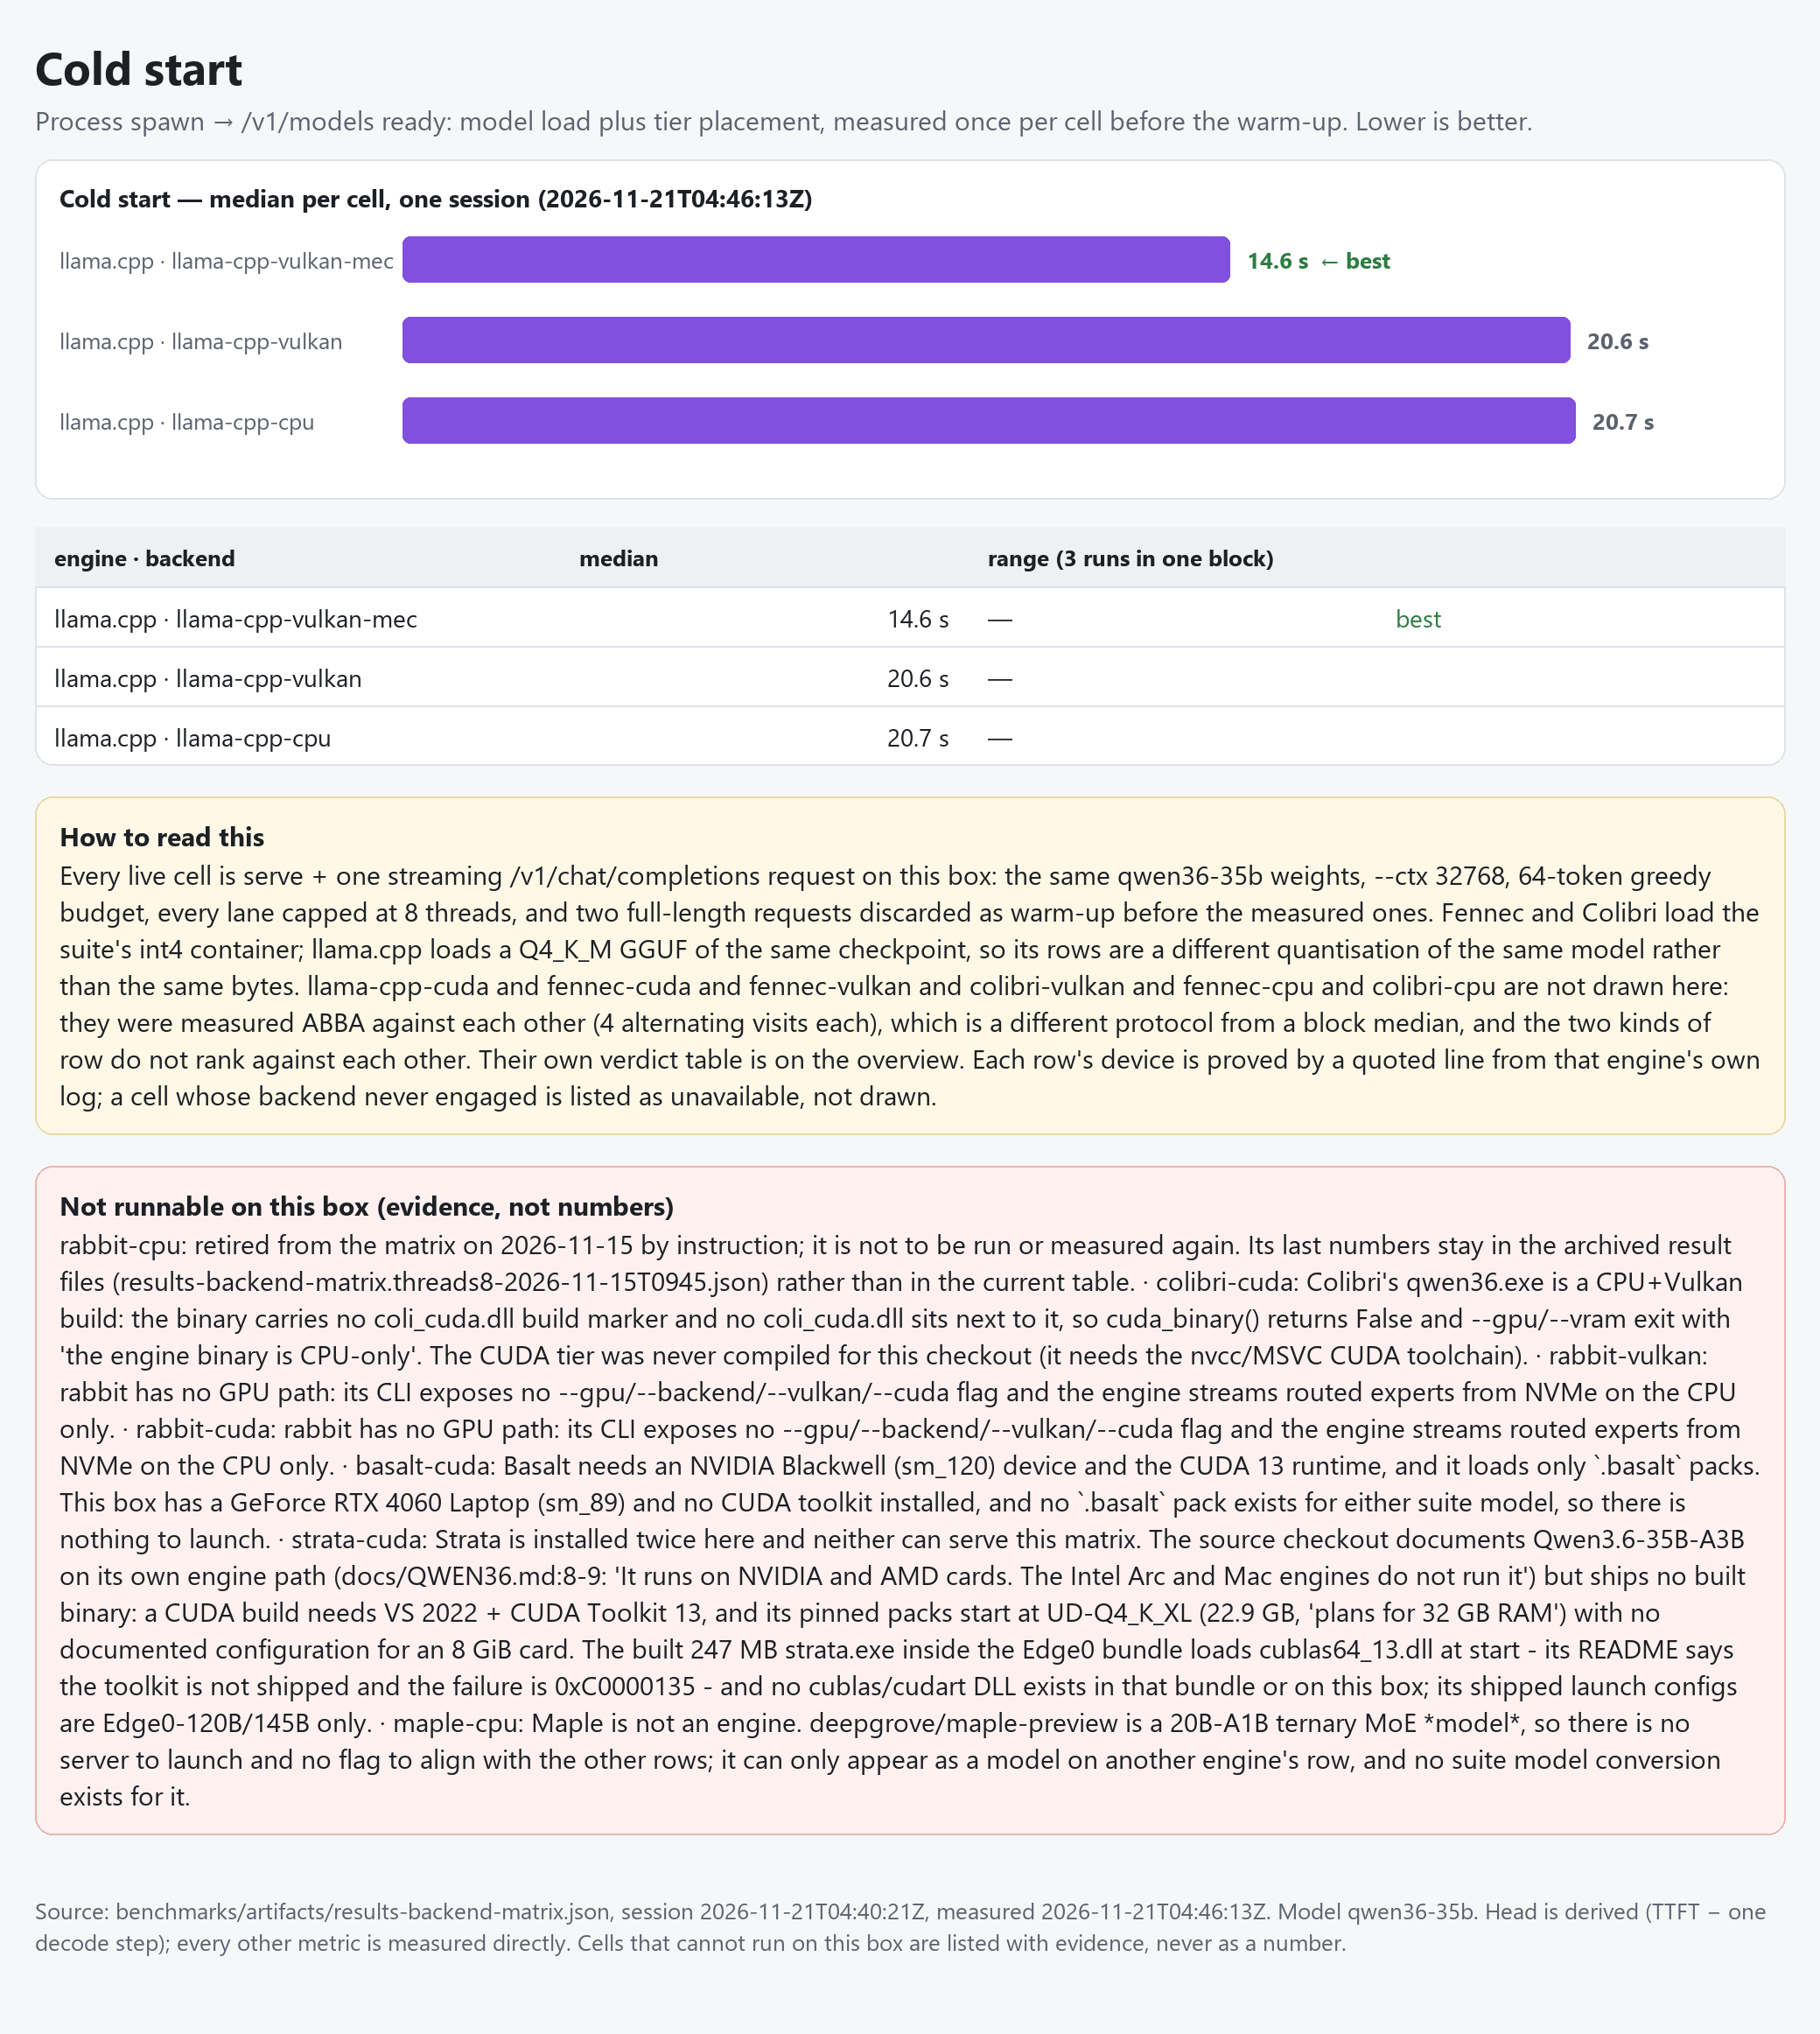 Cold start
Process spawn → /v1/models ready: model load plus tier placement, measured once per cell before the warm-up. Lower is better.
Cold start — median per cell, one session (2026-11-21T04:46:13Z)
llama.cpp · llama-cpp-vulkan-mec 14.6 s ← best
llama.cpp · llama-cpp-vulkan 20.6 s
llama.cpp · llama-cpp-cpu 20.7 s
engine · backend median range (3 runs in one block)
llama.cpp · llama-cpp-vulkan-mec 14.6 s — best
llama.cpp · llama-cpp-vulkan 20.6 s —
llama.cpp · llama-cpp-cpu 20.7 s —
How to read this
Every live cell is serve + one streaming /v1/chat/completions request on this box: the same qwen36-35b weights, --ctx 32768, 64-token greedy
budget, every lane capped at 8 threads, and two full-length requests discarded as warm-up before the measured ones. Fennec and Colibri load the
suite's int4 container; llama.cpp loads a Q4_K_M GGUF of the same checkpoint, so its rows are a different quantisation of the same model rather
than the same bytes. llama-cpp-cuda and fennec-cuda and fennec-vulkan and colibri-vulkan and fennec-cpu and colibri-cpu are not drawn here:
they were measured ABBA against each other (4 alternating visits each), which is a different protocol from a block median, and the two kinds of
row do not rank against each other. Their own verdict table is on the overview. Each row's device is proved by a quoted line from that engine's own
log; a cell whose backend never engaged is listed as unavailable, not drawn.
Not runnable on this box (evidence, not numbers)
rabbit-cpu: retired from the matrix on 2026-11-15 by instruction; it is not to be run or measured again. Its last numbers stay in the archived result
files (results-backend-matrix.threads8-2026-11-15T0945.json) rather than in the current table. · colibri-cuda: Colibri's qwen36.exe is a CPU+Vulkan
build: the binary carries no coli_cuda.dll build marker and no coli_cuda.dll sits next to it, so cuda_binary() returns False and --gpu/--vram exit with
'the engine binary is CPU-only'. The CUDA tier was never compiled for this checkout (it needs the nvcc/MSVC CUDA toolchain). · rabbit-vulkan:
rabbit has no GPU path: its CLI exposes no --gpu/--backend/--vulkan/--cuda flag and the engine streams routed experts from NVMe on the CPU
only. · rabbit-cuda: rabbit has no GPU path: its CLI exposes no --gpu/--backend/--vulkan/--cuda flag and the engine streams routed experts from
NVMe on the CPU only. · basalt-cuda: Basalt needs an NVIDIA Blackwell (sm_120) device and the CUDA 13 runtime, and it loads only `.basalt` packs.
This box has a GeForce RTX 4060 Laptop (sm_89) and no CUDA toolkit installed, and no `.basalt` pack exists for either suite model, so there is
nothing to launch. · strata-cuda: Strata is installed twice here and neither can serve this matrix. The source checkout documents Qwen3.6-35B-A3B
on its own engine path (docs/QWEN36.md:8-9: 'It runs on NVIDIA and AMD cards. The Intel Arc and Mac engines do not run it') but ships no built
binary: a CUDA build needs VS 2022 + CUDA Toolkit 13, and its pinned packs start at UD-Q4_K_XL (22.9 GB, 'plans for 32 GB RAM') with no
documented configuration for an 8 GiB card. The built 247 MB strata.exe inside the Edge0 bundle loads cublas64_13.dll at start - its README says
the toolkit is not shipped and the failure is 0xC0000135 - and no cublas/cudart DLL exists in that bundle or on this box; its shipped launch configs
are Edge0-120B/145B only. · maple-cpu: Maple is not an engine. deepgrove/maple-preview is a 20B-A1B ternary MoE *model*, so there is no
server to launch and no flag to align with the other rows; it can only appear as a model on another engine's row, and no suite model conversion
exists for it.
Source: benchmarks/artifacts/results-backend-matrix.json, session 2026-11-21T04:40:21Z, measured 2026-11-21T04:46:13Z. Model qwen36-35b. Head is derived (TTFT − one
decode step); every other metric is measured directly. Cells that cannot run on this box are listed with evidence, never as a number.